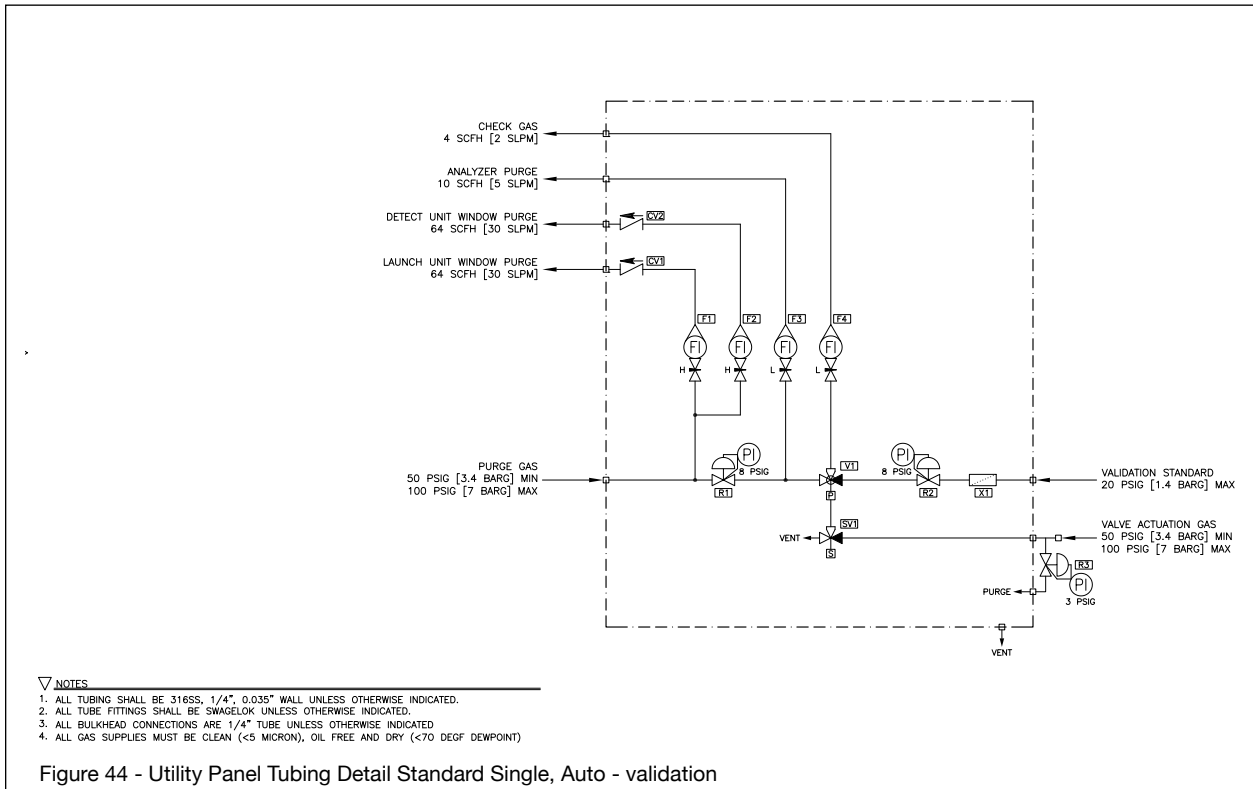 CHECK GAS
4 SCFH [2 SLPM]
ANALYZER PURGE
10 SCFH [5 SLPM]
DETECT UNIT WINDOW PURGE
64 SCFH [30 SLPM]
CV2
LAUNCH UNIT WINDOW PURGE
64 SCFH [30 SLPM]
CV1
F1
F2
F3
F4
FI
FI
FI
FI
H
H
L
L
PURGE GAS
50 PSIG [3.4 BARG] MIN
100 PSIG [7 BARG] MAX
PI
8 PSIG
R1
V1
P
PI
8 PSIG
R2
X1
VALIDATION STANDARD
20 PSIG [1.4 BARG] MAX
SV1
VENT
S
VALVE ACTUATION GAS
50 PSIG [3.4 BARG] MIN
100 PSIG [7 BARG] MAX
R3
PI
3 PSIG
PURGE
VENT
NOTES
1. ALL TUBING SHALL BE 316SS, 1/4", 0.035" WALL UNLESS OTHERWISE INDICATED.
2. ALL TUBE FITTINGS SHALL BE SWAGELOK UNLESS OTHERWISE INDICATED.
3. ALL BULKHEAD CONNECTIONS ARE 1/4" TUBE UNLESS OTHERWISE INDICATED
4. ALL GAS SUPPLIES MUST BE CLEAN (<5 MICRON), OIL FREE AND DRY (<70 DEGF DEWPOINT)
Figure 44 - Utility Panel Tubing Detail Standard Single, Auto - validation